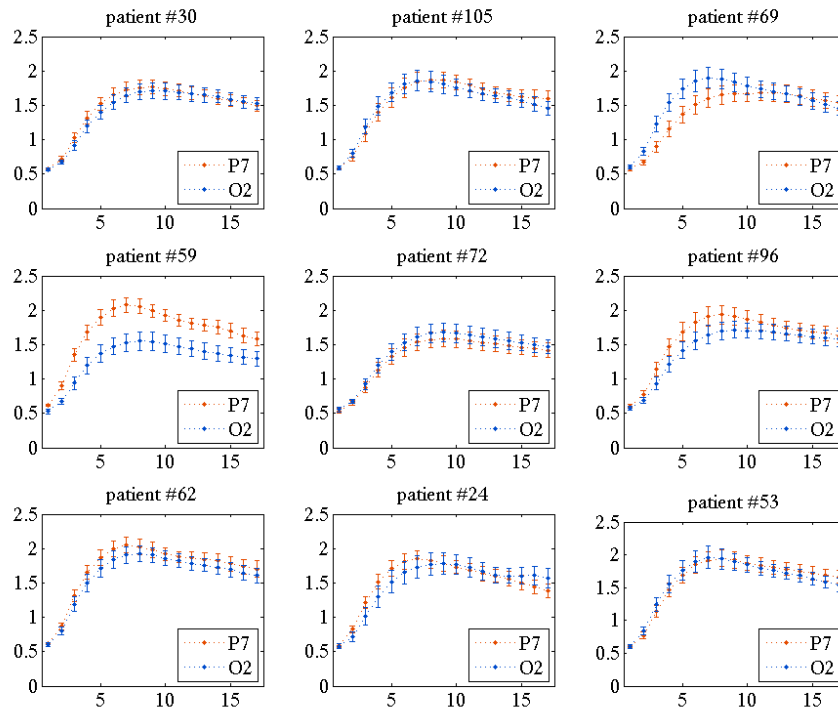 patient #30
patient #105
patient #69
2.5 2.5 2.5
2 2 2
1.5 1.5 1.5
1 1 1
0.5 P7 0.5 P7 0.5 P7
O2 O2 O2
0 0 0
5 10 15 5 10 15 5 10 15
patient #59
patient #72
patient #96
2.5 2.5 2.5
2 2 2
1.5 1.5 1.5
1 1 1
0.5 P7 0.5 P7 0.5 P7
O2 O2 O2
0 0 0
5 10 15 5 10 15 5 10 15
patient #62
patient #24
patient #53
2.5 2.5 2.5
2 2 2
1.5 1.5 1.5
1 1 1
0.5 P7 0.5 P7 0.5 P7
O2 O2 O2
0 0 0
5 10 15 5 10 15 5 10 15